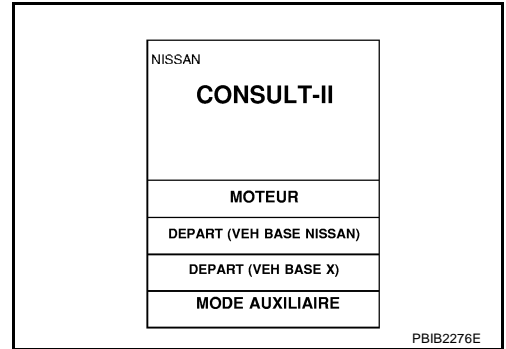 NISSAN
CONSULT-II
MOTEUR
DEPART (VEH BASE NISSAN)
DEPART (VEH BASE X)
MODE AUXILIAIRE
PBIB2276E